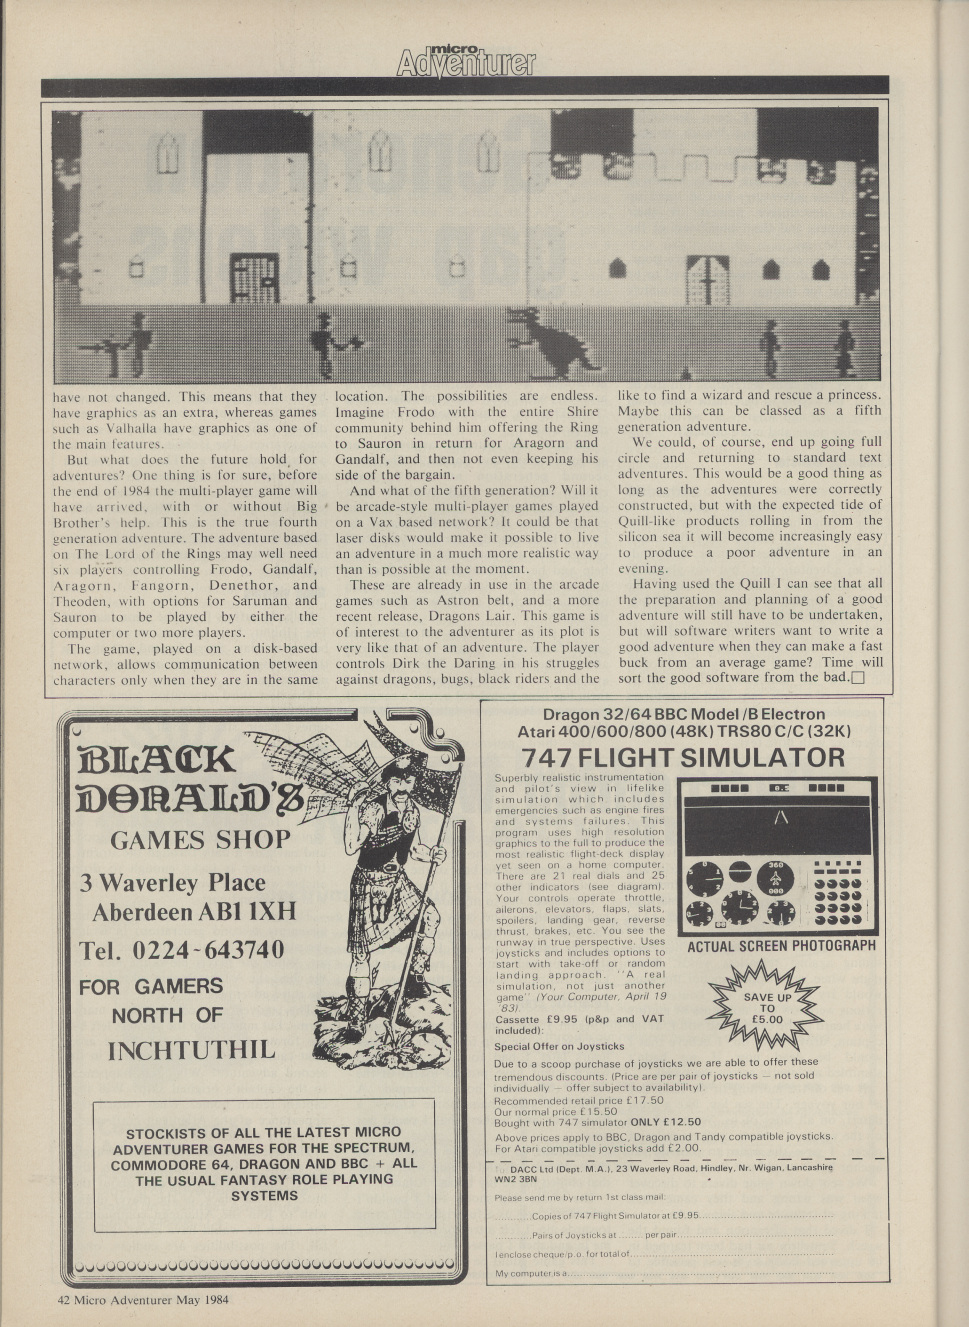 micro
Adventurer
have not changed. This means that they
have graphics as an extra, whereas games
such as Valhalla have graphics as one of
the main features.
But what does the future hold for
adventures? One thing is for sure, before
the end of 1984 the multi-player game will
have arrived, with or without Big
Brother's help. This is the true fourth
generation adventure. The adventure based
on The Lord of the Rings may well need
six players controlling Frodo, Gandalf,
Aragorn, Fangorn, Denethor, and
Theoden, with options for Saruman and
Sauron to be played by either the
computer or two more players.
The game, played on a disk-based
network, allows communication between
characters only when they are in the same
location. The possibilities are endless.
Imagine Frodo with the entire Shire
community behind him offering the Ring
to Sauron in return for Aragorn and
Gandalf, and then not even keeping his
side of the bargain.
And what of the fifth generation? Will it
be arcade-style multi-player games played
on a Vax based network? It could be that
laser disks would make it possible to live
an adventure in a much more realistic way
than is possible at the moment.
These are already in use in the arcade
games such as Astron belt, and a more
recent release, Dragons Lair. This game is
of interest to the adventurer as its plot is
very like that of an adventure. The player
controls Dirk the Daring in his struggles
against dragons, bugs, black riders and the
like to find a wizard and rescue a princess.
Maybe this can be classed as a fifth
generation adventure.
We could, of course, end up going full
circle and returning to standard text
adventures. This would be a good thing as
long as the adventures were correctly
constructed, but with the expected tide of
Quill-like products rolling in from the
silicon sea it will become increasingly easy
to produce a poor adventure in an
evening.
Having used the Quill I can see that all
the preparation and planning of a good
adventure will still have to be undertaken,
but will software writers want to write a
good adventure when they can make a fast
buck from an average game? Time will
sort the good software from the bad.□
BLACK
DONALD'S
GAMES SHOP
3 Waverley Place
Aberdeen AB1 1XH
Tel. 0224-643740
FOR GAMERS
NORTH OF
INCHTUTHIL
STOCKISTS OF ALL THE LATEST MICRO
ADVENTURER GAMES FOR THE SPECTRUM,
COMMODORE 64, DRAGON AND BBC + ALL
THE USUAL FANTASY ROLE PLAYING
SYSTEMS
Dragon 32/64 BBC Model /B Electron
Atari 400/600/800 (48K) TRS80 C/C (32K)
747 FLIGHT SIMULATOR
Superbly realistic instrumentation
and pilot's view in lifelike
simulation which includes
emergencies such as engine fires
and systems failures. This
program uses high resolution
graphics to the full to produce the
most realistic flight-deck display
yet seen on a home computer.
There are 21 real dials and 25
other indicators (see diagram).
Your controls operate throttle,
ailerons, elevators, flaps, slats,
spoilers, landing gear, reverse
thrust, brakes, etc. You see the
runway in true perspective. Uses
joysticks and includes options to
start with take-off or random
landing approach. "A real
simulation, not just another
game" (Your Computer, April 19
'83).
Cassette £9.95 (p&p and VAT
included):
ACTUAL SCREEN PHOTOGRAPH
SAVE UP
TO
£5.00
Special Offer on Joysticks
Due to a scoop purchase of joysticks we are able to offer these
tremendous discounts. (Price are per pair of joysticks — not sold
individually — offer subject to availability).
Recommended retail price £17.50
Our normal price £15.50
Bought with 747 simulator ONLY £12.50
Above prices apply to BBC, Dragon and Tandy compatible joysticks.
For Atari compatible joysticks add £2.00.
DACC Ltd (Dept. M.A.), 23 Waverley Road, Hindley, Nr. Wigan, Lancashire
WN2 3BN
Please send me by return 1st class mail:
..........Copies of 747 Flight Simulator at £9.95..........
..........Pairs of Joysticks at........ per pair..........
I enclose cheque/p.o. for total of..........
My computer is a..........
42 Micro Adventurer May 1984